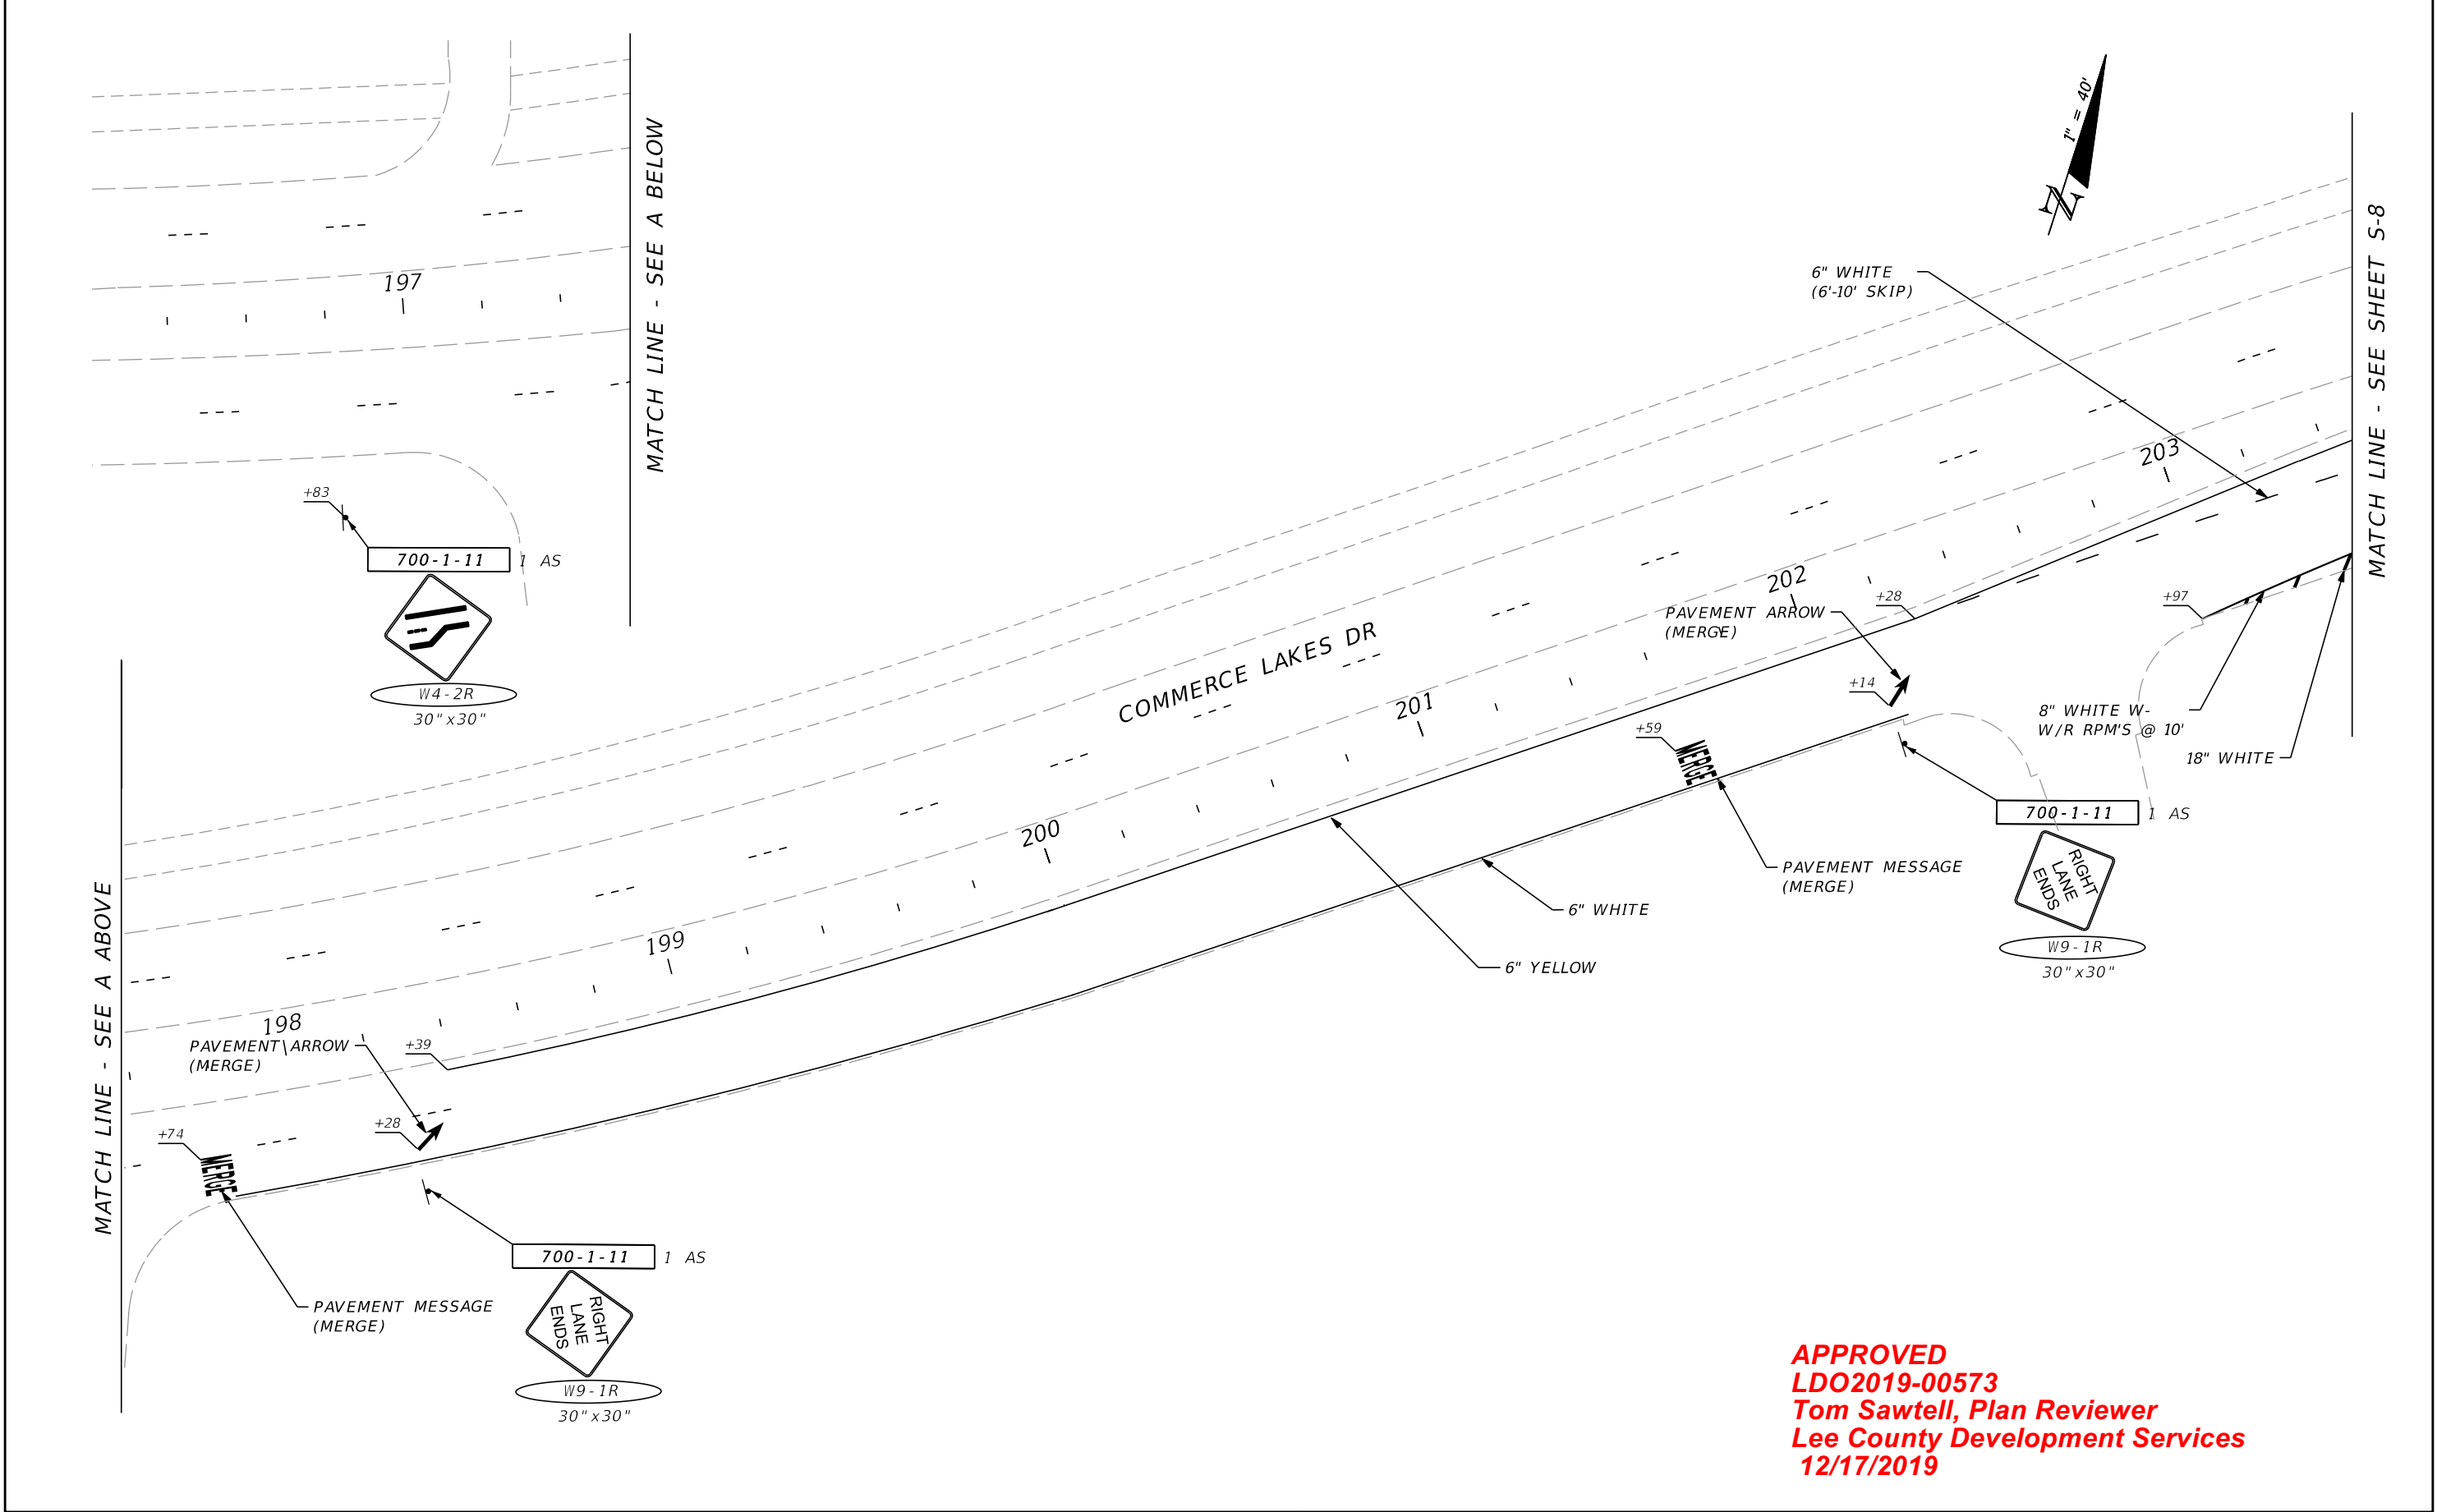 197
MATCH LINE - SEE A BELOW
+83
700-1-11
1 AS
W4-2R
30"x30"
1" = 40'
N
6" WHITE
(6'-10' SKIP)
MATCH LINE - SEE SHEET S-8
203
202
PAVEMENT ARROW
(MERGE)
+28
+97
+14
COMMERCE LAKES DR
201
+59
MERGE
8" WHITE W-
W/R RPM'S @ 10'
18" WHITE
700-1-11
1 AS
RIGHT
LANE
ENDS
W9-1R
30"x30"
PAVEMENT MESSAGE
(MERGE)
200
6" WHITE
6" YELLOW
199
MATCH LINE - SEE A ABOVE
198
PAVEMENT ARROW
(MERGE)
+39
+28
+74
MERGE
700-1-11
1 AS
RIGHT
LANE
ENDS
W9-1R
30"x30"
PAVEMENT MESSAGE
(MERGE)
APPROVED
LDO2019-00573
Tom Sawtell, Plan Reviewer
Lee County Development Services
12/17/2019